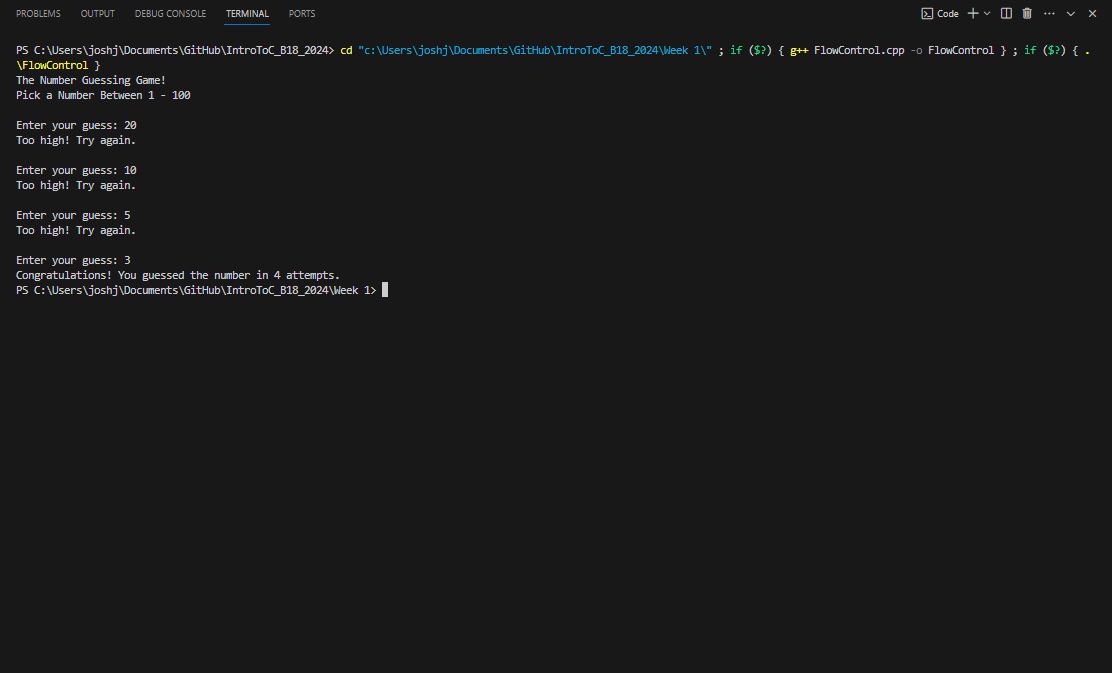 PROBLEMS OUTPUT DEBUG CONSOLE TERMINAL PORTS Code
PS C:\Users\joshj\Documents\GitHub\IntroToC_B18_2024> cd "c:\Users\joshj\Documents\GitHub\IntroToC_B18_2024\Week 1\" ; if ($?) { g++ FlowControl.cpp -o FlowControl } ; if ($?) { .
\FlowControl }
The Number Guessing Game!
Pick a Number Between 1 - 100
Enter your guess: 20
Too high! Try again.
Enter your guess: 10
Too high! Try again.
Enter your guess: 5
Too high! Try again.
Enter your guess: 3
Congratulations! You guessed the number in 4 attempts.
PS C:\Users\joshj\Documents\GitHub\IntroToC_B18_2024\Week 1>